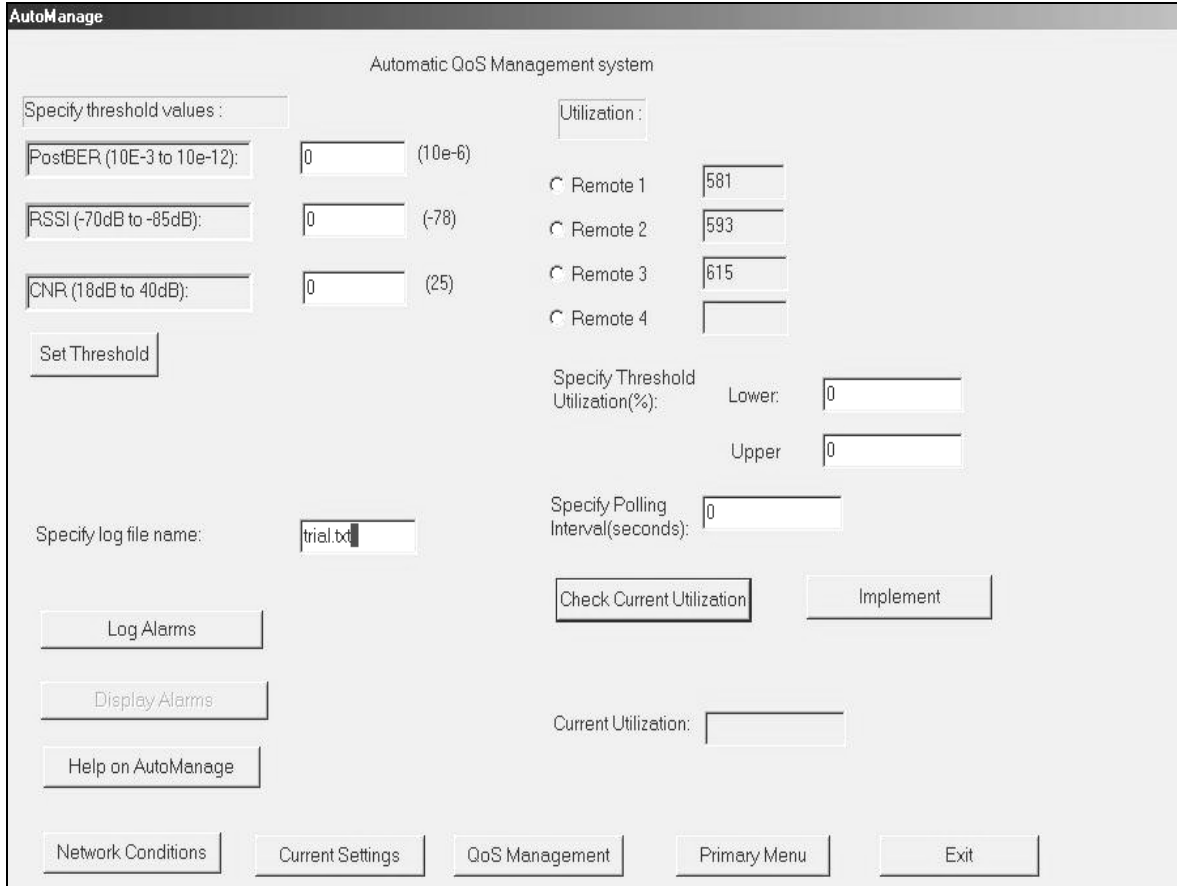 AutoManage
Automatic QoS Management system
Specify threshold values :
PostBER (10E-3 to 10e-12):
0
(10e-6)
RSSI (-70dB to -85dB):
0
(-78)
CNR (18dB to 40dB):
0
(25)
Set Threshold
Specify log file name:
trial.txt
Log Alarms
Display Alarms
Help on AutoManage
Utilization :
Remote 1
581
Remote 2
593
Remote 3
615
Remote 4
Specify Threshold
Utilization(%):
Lower:
0
Upper
0
Specify Polling
Interval(seconds):
0
Check Current Utilization
Implement
Current Utilization:
Network Conditions
Current Settings
QoS Management
Primary Menu
Exit